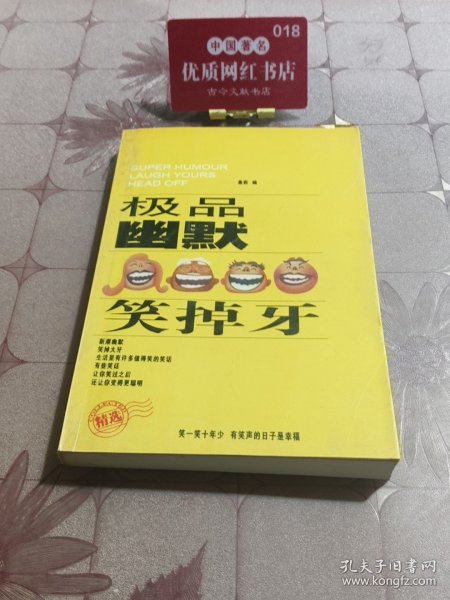 018
中国著名
优质网红书店
古今文献书店
SUPER HUMOUR
LAUGH YOURS
HEAD OFF
编
极品
幽默
笑掉牙
新潮幽默
笑掉大牙
生活里有许多值得笑的笑话
有些笑话
让你笑过之后
还让你变得更聪明
精选
笑一笑十年少 有笑声的日子是幸福
孔夫子旧书网
www.kongfz.com